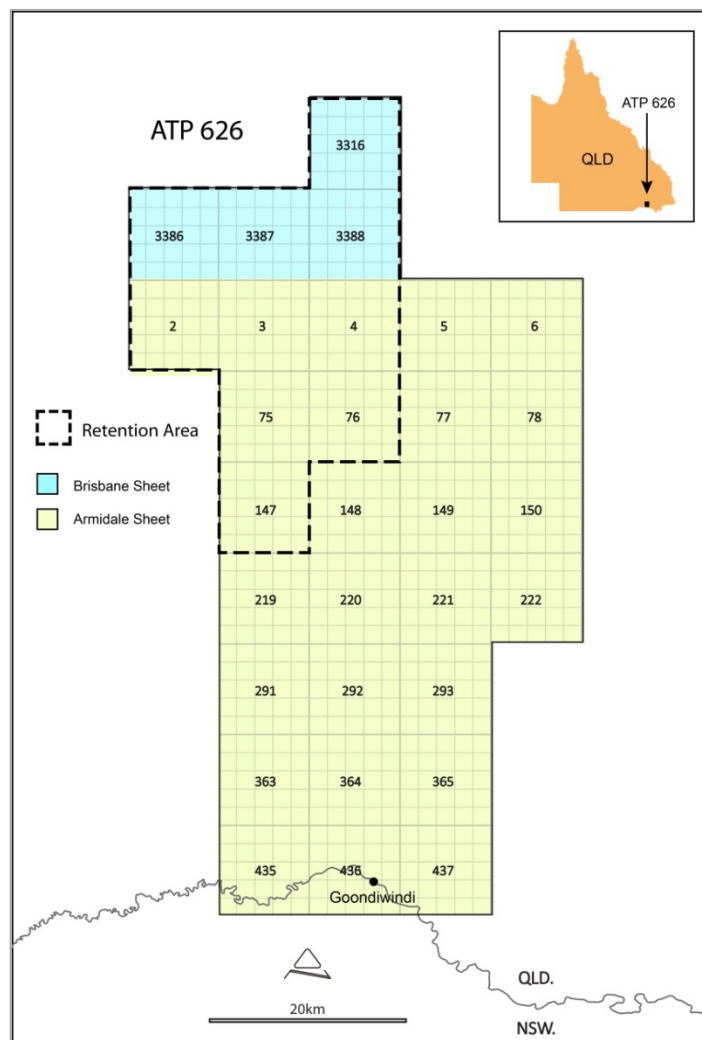 ATP 626
ATP 626
QLD
3316
3386 3387 3388
2 3 4 5 6
75 76 77 78
Retention Area
Brisbane Sheet
Armidale Sheet
147 148 149 150
219 220 221 222
291 292 293
363 364 365
435 436 437
Goondiwindi
20km
QLD.
NSW.